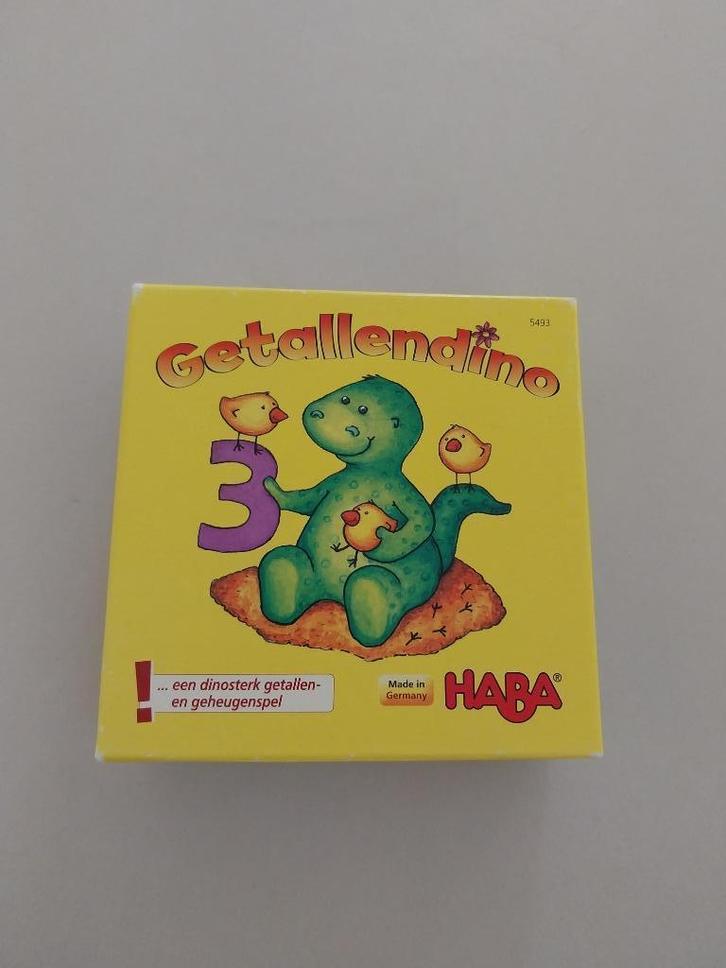 Getallendino
5493
3
... een dinosterk getallen-
en geheugenspel
Made in
Germany
HABA®